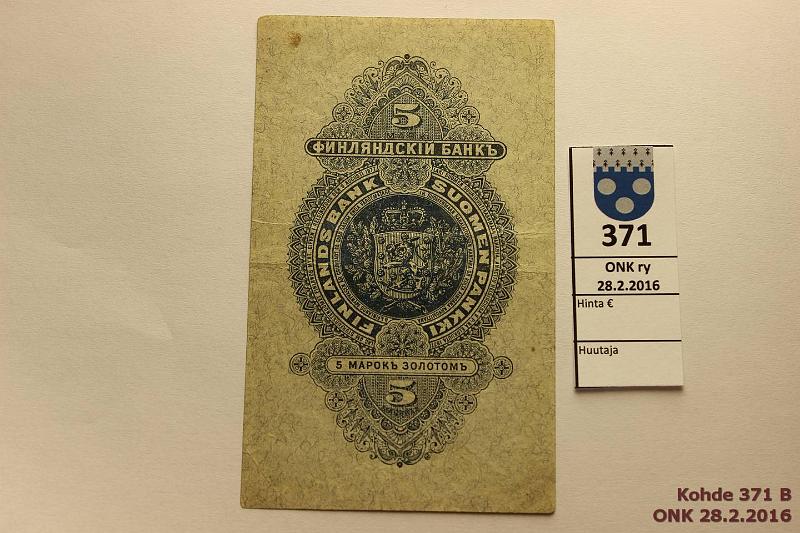 5
ФИНЛЯНДСКІЙ БАНКЪ
FINLANDS BANK
SUOMEN PANKKI
5 МАРОКЪ ЗОЛОТОМЪ
5
371
ONK ry
28.2.2016
Hinta €
Huutaja
Kohde 371 B
ONK 28.2.2016